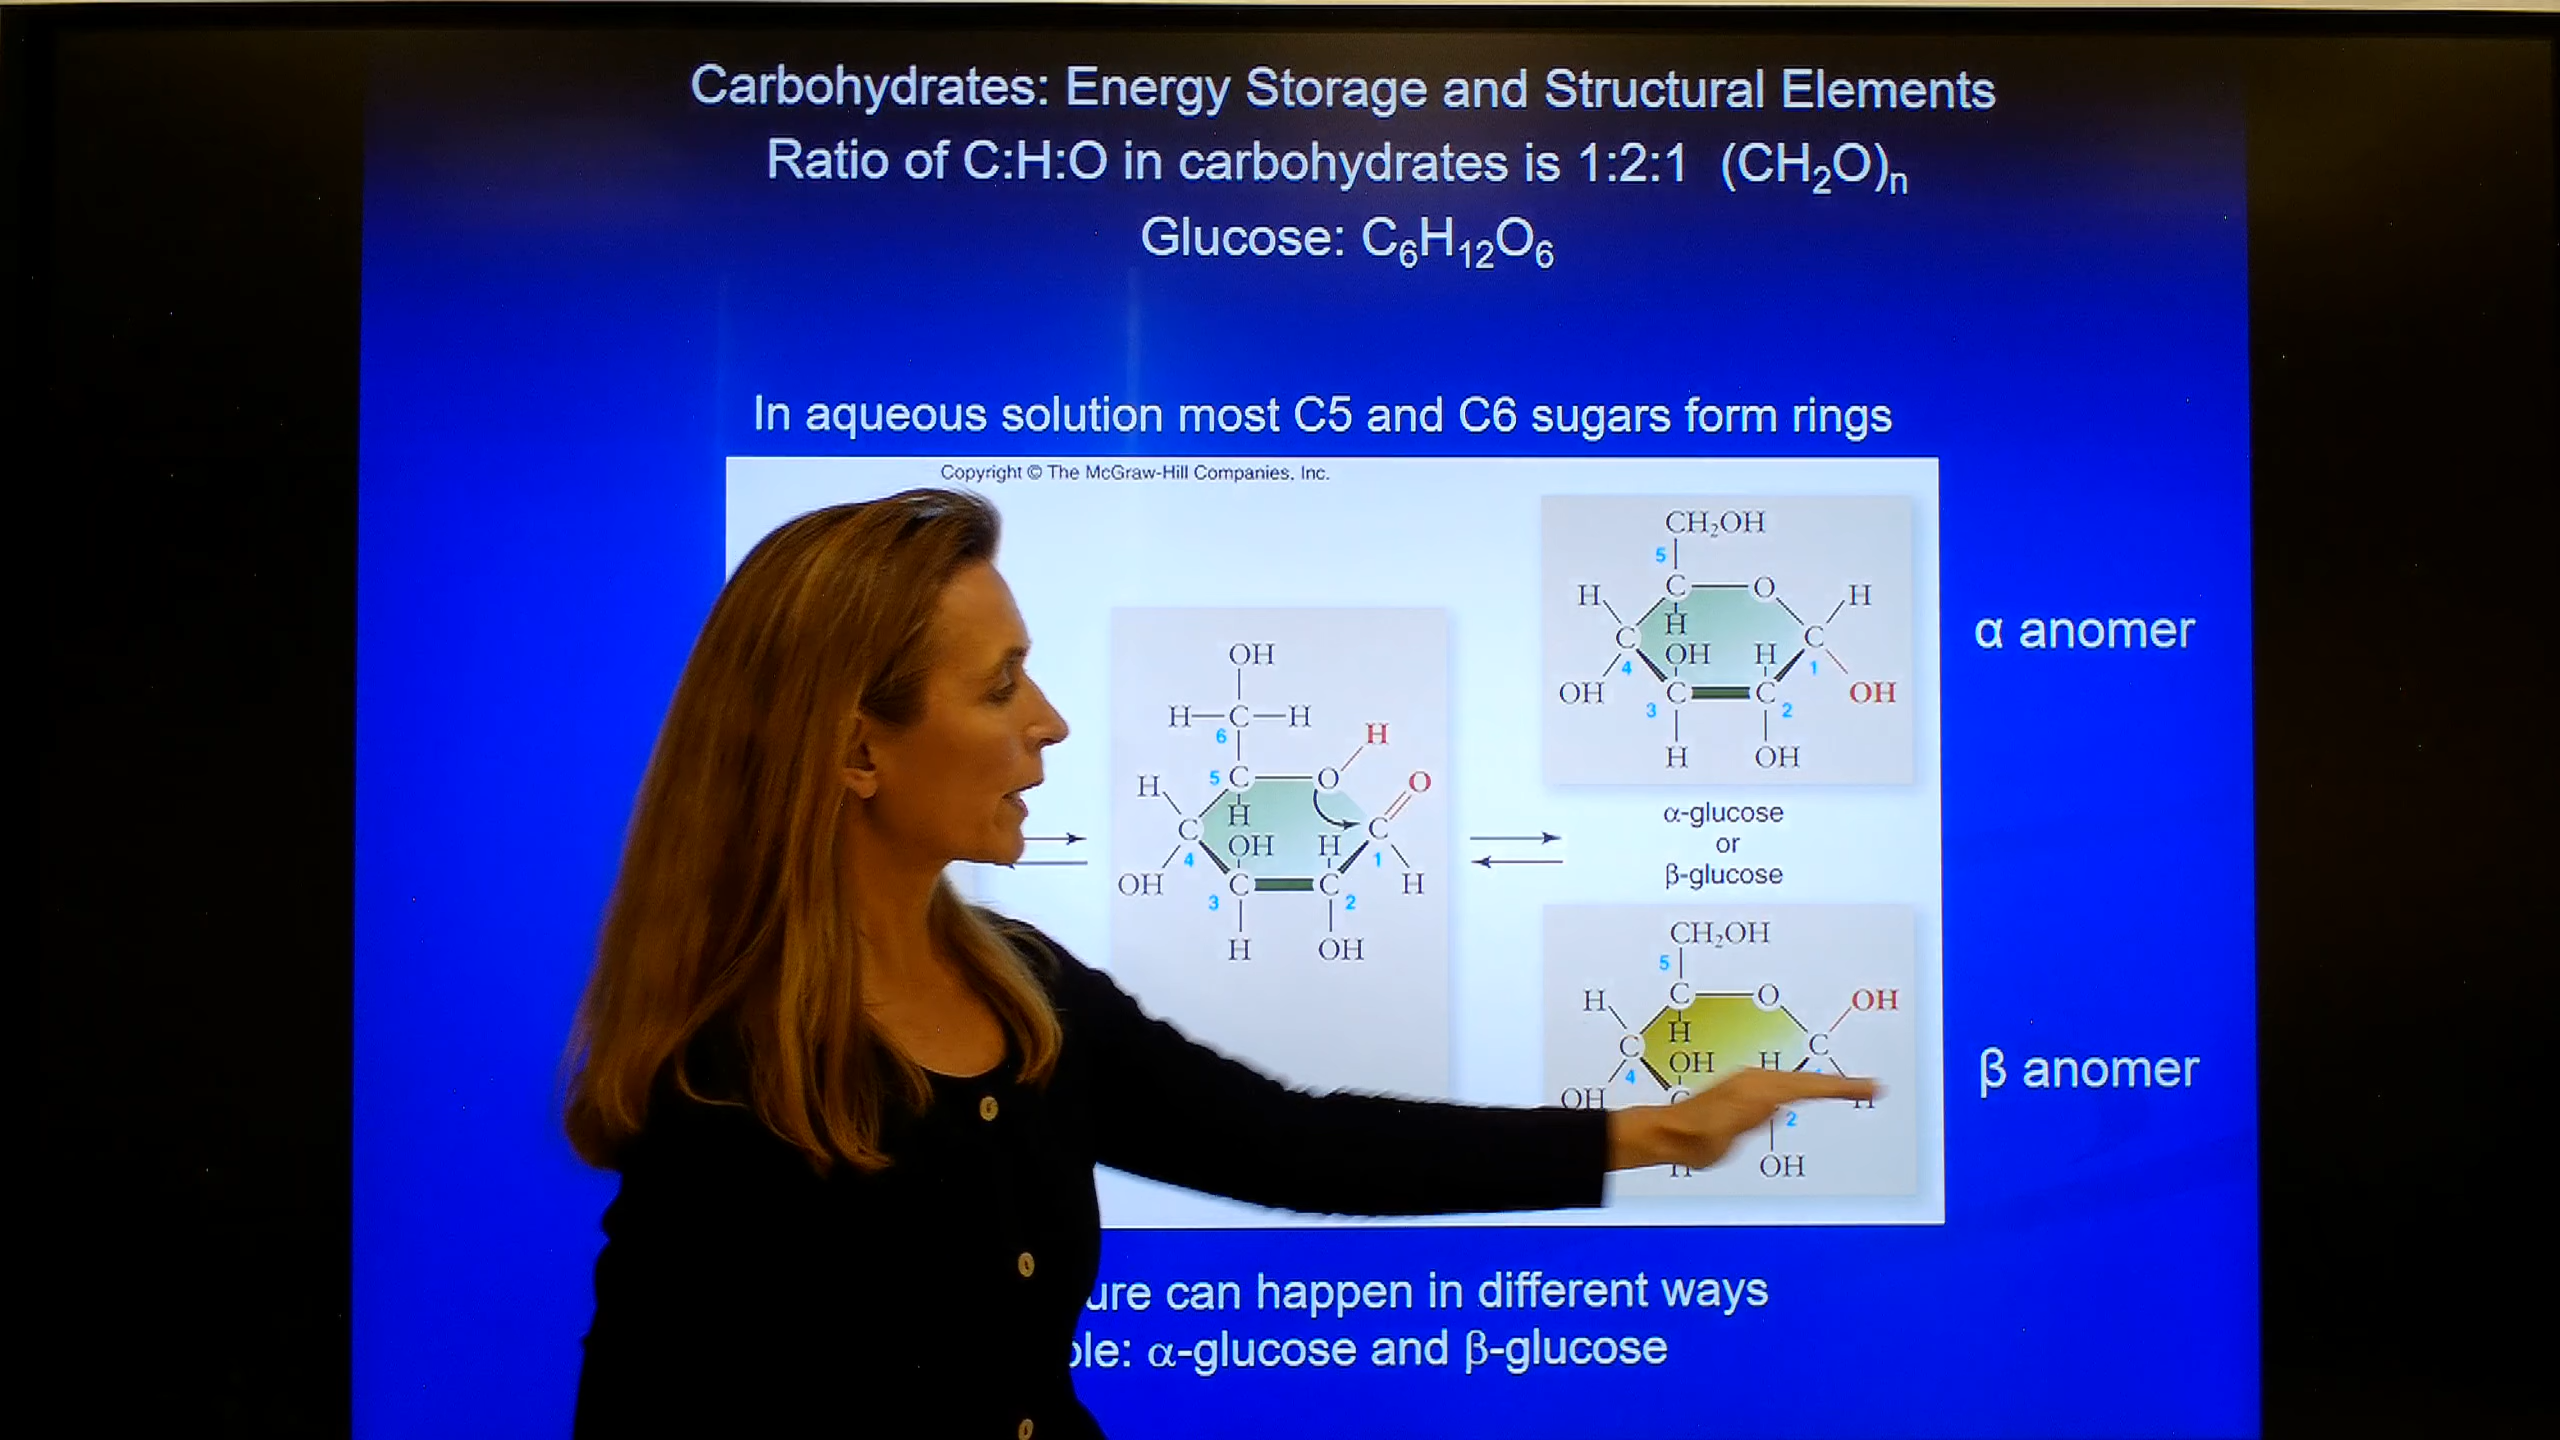 Carbohydrates: Energy Storage and Structural Elements
Ratio of C:H:O in carbohydrates is 1:2:1 (CH₂O)ₙ
Glucose: C₆H₁₂O₆
In aqueous solution most C5 and C6 sugars form rings
Copyright © The McGraw-Hill Companies, Inc.
OH
H C H
6
H
5 C O
O
H
H
C
C
OH
H
4
1
OH
C C
H
3
2
H
OH
CH₂OH
5
C O
H
H
H
C
C
OH
H
4
1
OH
C C
OH
3
2
H
OH
α anomer
α-glucose
or
β-glucose
CH₂OH
5
C O
OH
H
H
C
C
OH
H
4
OH
2
OH
β anomer
can happen in different ways
α-glucose and β-glucose